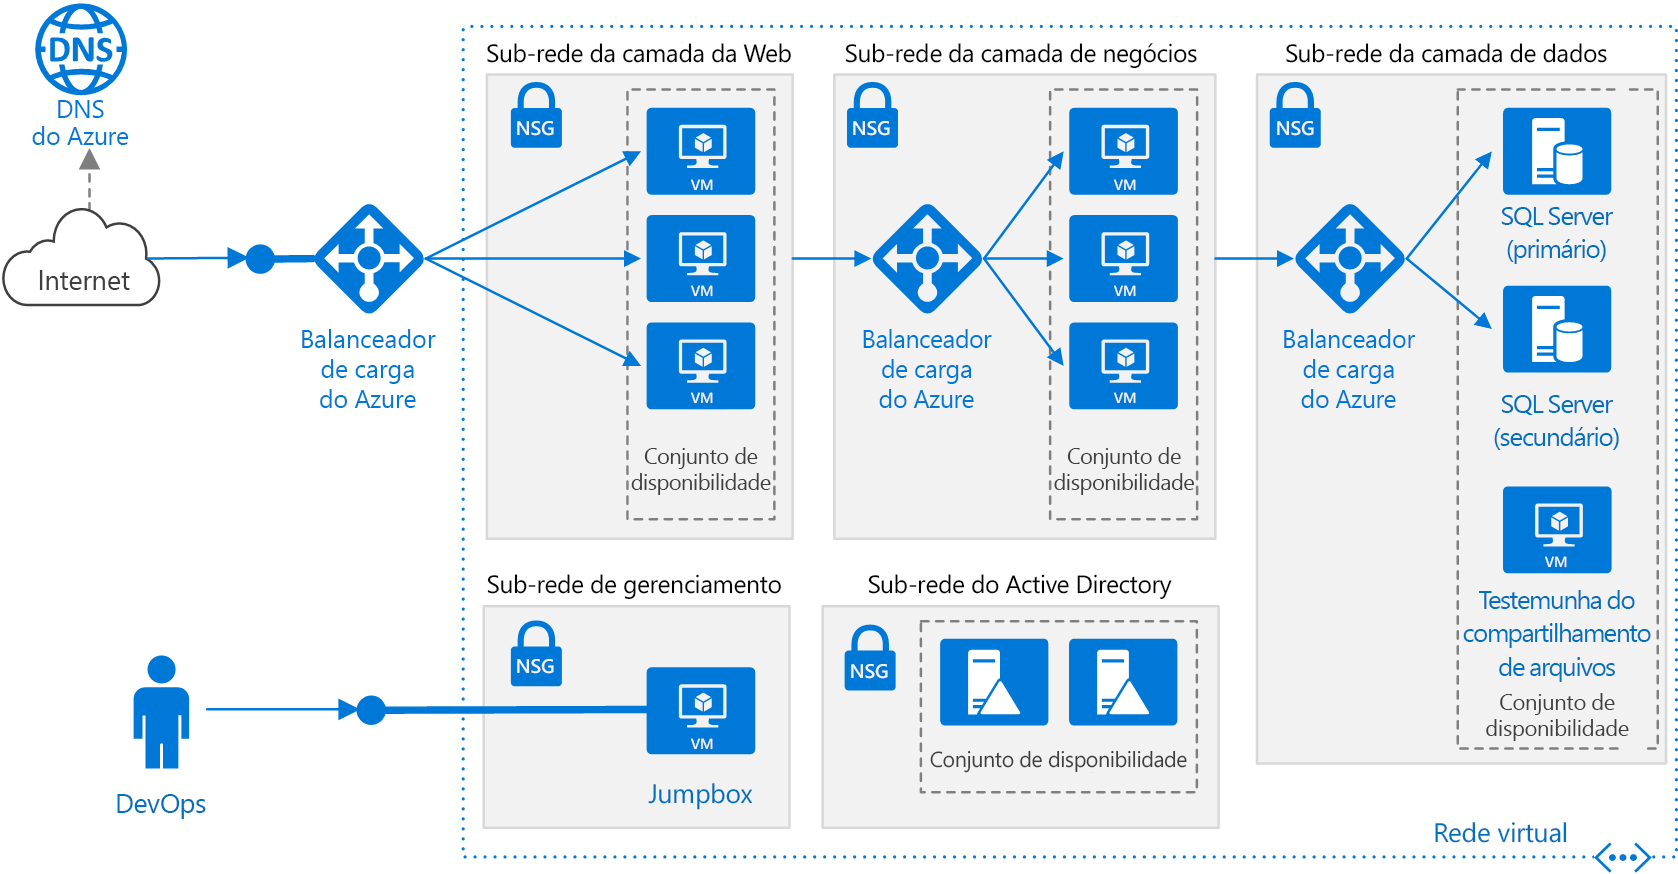 DNS
DNS
do Azure
Internet
Balanceador
de carga
do Azure
Sub-rede da camada da Web
NSG
VM
VM
VM
Conjunto de
disponibilidade
Sub-rede da camada de negócios
NSG
Balanceador
de carga
do Azure
VM
VM
VM
Conjunto de
disponibilidade
Sub-rede da camada de dados
NSG
Balanceador
de carga
do Azure
SQL Server
(primário)
SQL Server
(secundário)
VM
Testemunha do
compartilhamento
de arquivos
Conjunto de
disponibilidade
DevOps
Sub-rede de gerenciamento
NSG
VM
Jumpbox
Sub-rede do Active Directory
NSG
Conjunto de disponibilidade
Rede virtual